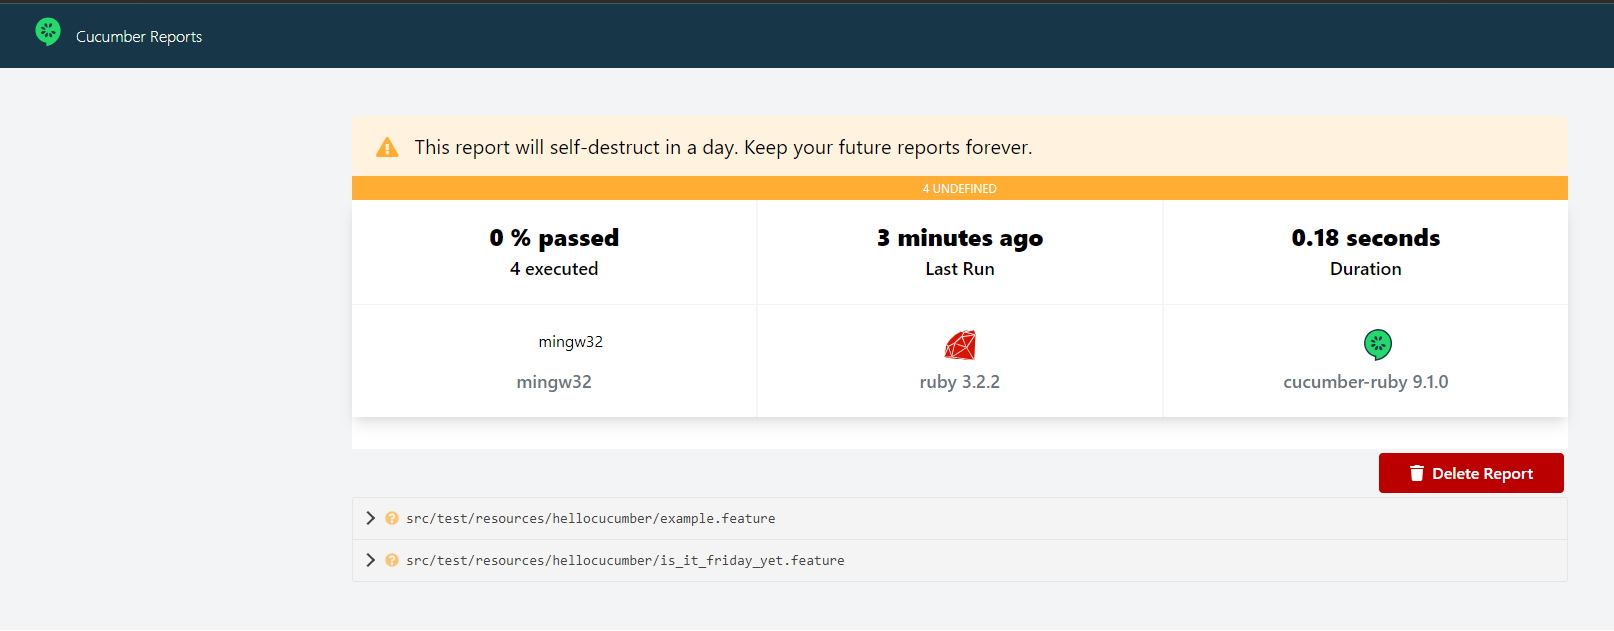 Cucumber Reports
This report will self-destruct in a day. Keep your future reports forever.
4 UNDEFINED
0 % passed
4 executed
3 minutes ago
Last Run
0.18 seconds
Duration
mingw32
mingw32
ruby 3.2.2
cucumber-ruby 9.1.0
Delete Report
src/test/resources/hellocucumber/example.feature
src/test/resources/hellocucumber/is_it_friday_yet.feature